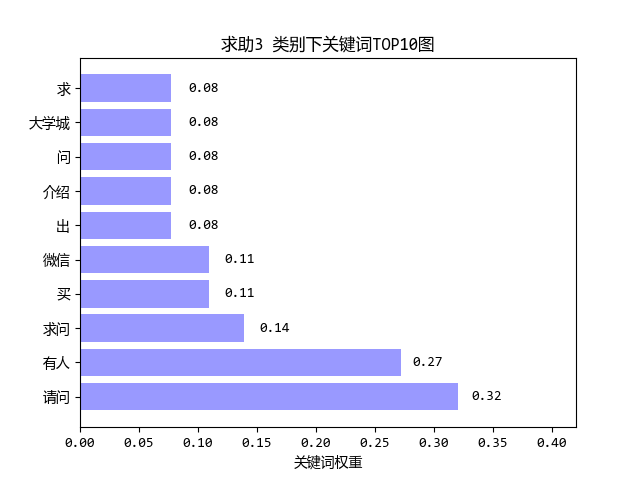 求助3 类别下关键词TOP10图
求 0.08
大学城 0.08
问 0.08
介绍 0.08
出 0.08
微信 0.11
买 0.11
求问 0.14
有人 0.27
请问 0.32
0.00 0.05 0.10 0.15 0.20 0.25 0.30 0.35 0.40
关键词权重